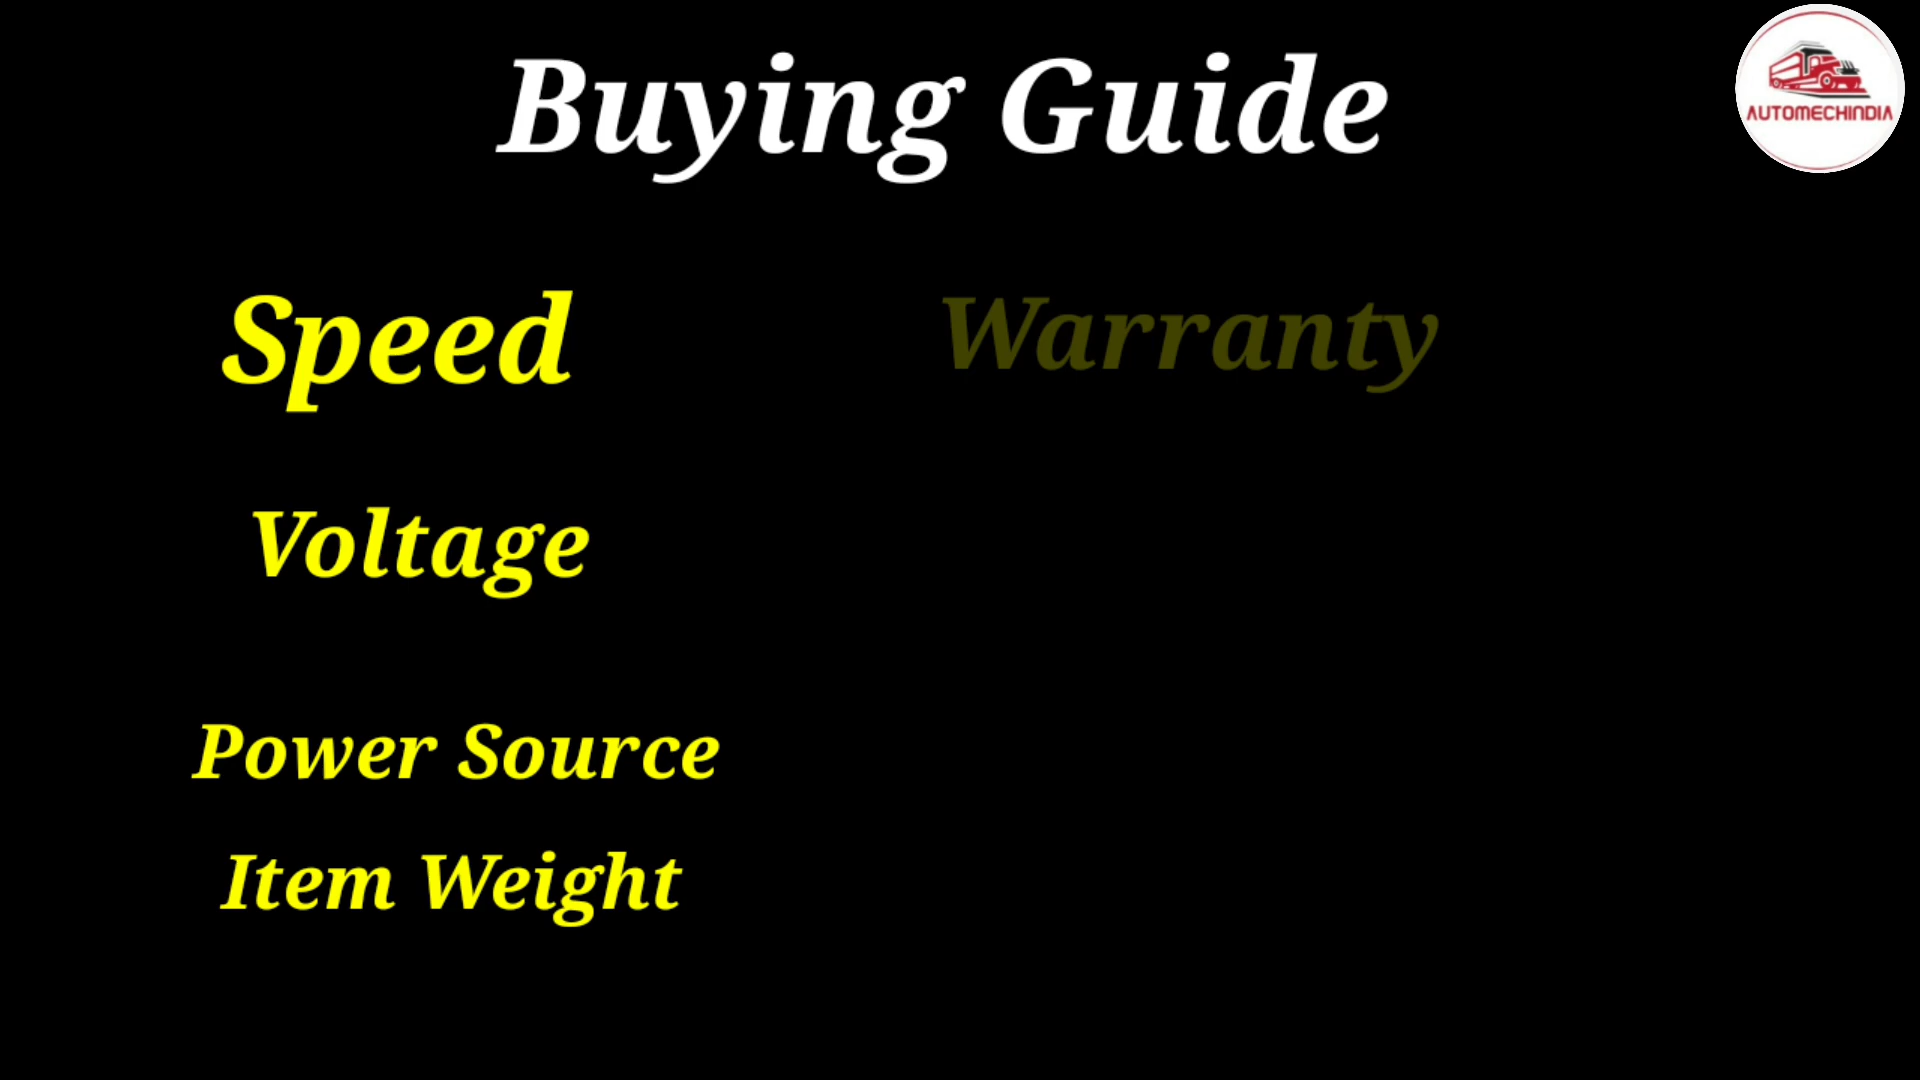 Buying Guide
AUTOMECHINDIA
Speed
Warranty
Voltage
Power Source
Item Weight